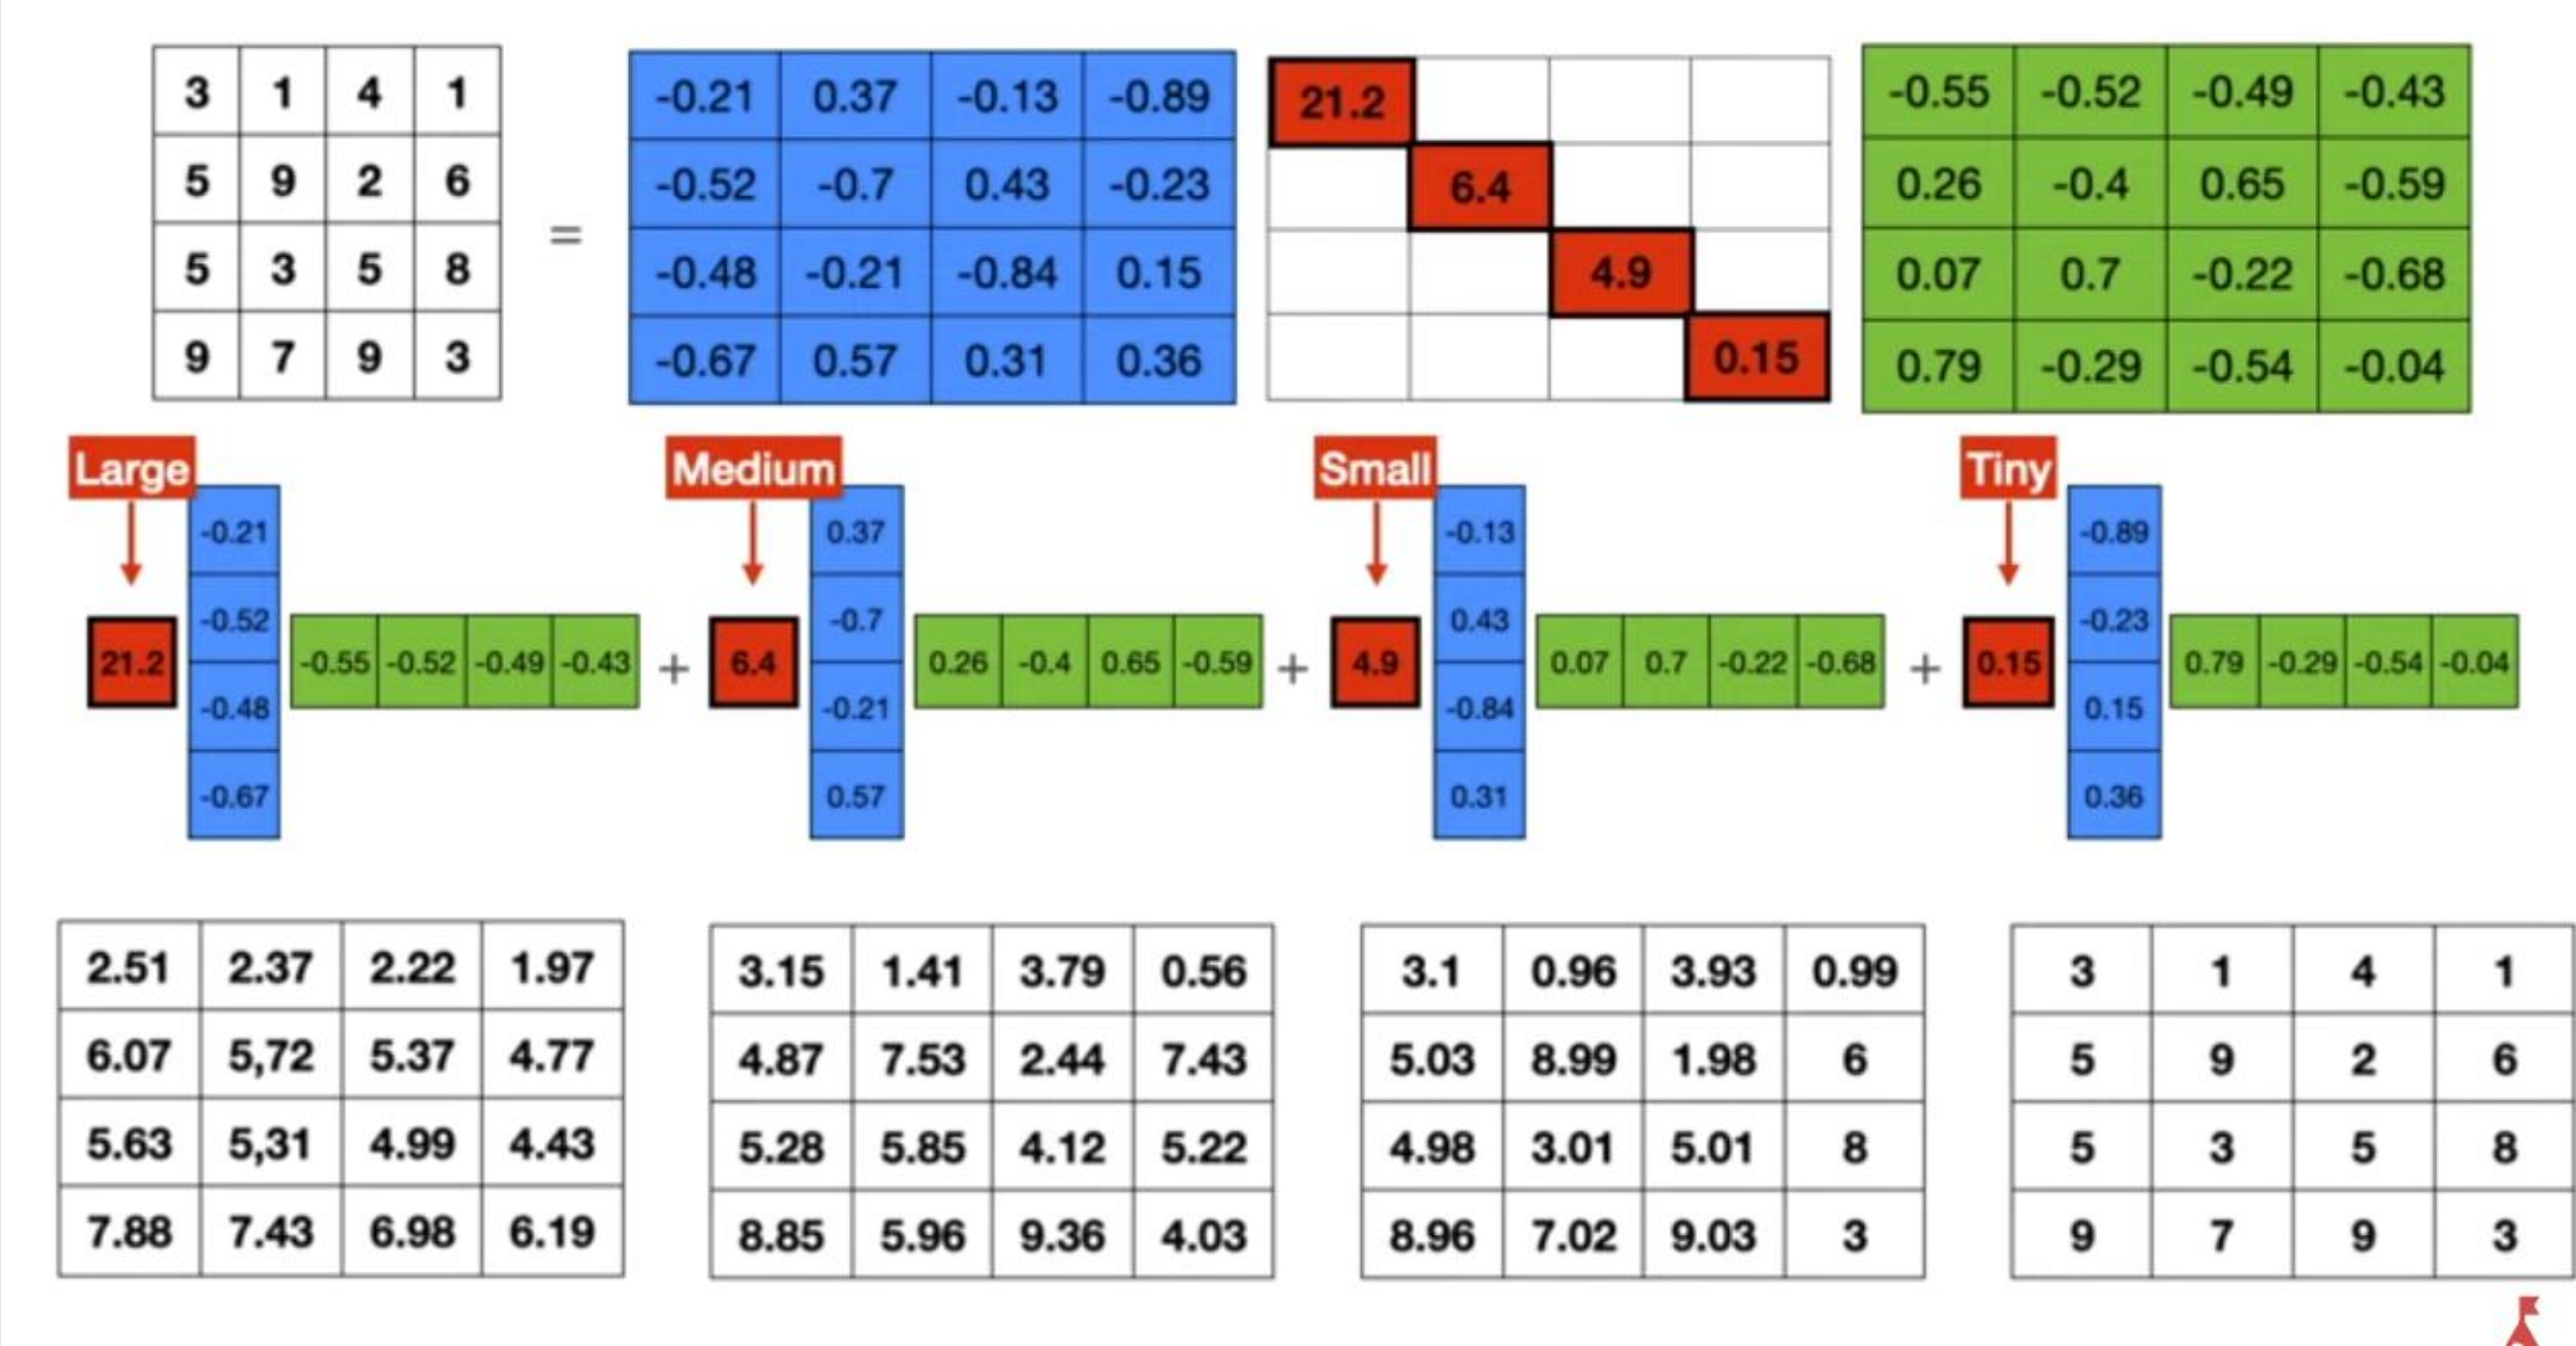 3 1 4 1 -0.21 0.37 -0.13 -0.89 21.2 -0.55 -0.52 -0.49 -0.43
5 9 2 6 -0.52 -0.7 0.43 -0.23 6.4 0.26 -0.4 0.65 -0.59
=
5 3 5 8 -0.48 -0.21 -0.84 0.15 4.9 0.07 0.7 -0.22 -0.68
9 7 9 3 -0.67 0.57 0.31 0.36 0.15 0.79 -0.29 -0.54 -0.04
Large Medium Small Tiny
-0.21 0.37 -0.13 -0.89
-0.52 -0.7 0.43 -0.23
21.2 -0.55 -0.52 -0.49 -0.43 + 6.4 0.26 -0.4 0.65 -0.59 + 4.9 0.07 0.7 -0.22 -0.68 + 0.15 0.79 -0.29 -0.54 -0.04
-0.48 -0.21 -0.84 0.15
-0.67 0.57 0.31 0.36
2.51 2.37 2.22 1.97 3.15 1.41 3.79 0.56 3.1 0.96 3.93 0.99 3 1 4 1
6.07 5,72 5.37 4.77 4.87 7.53 2.44 7.43 5.03 8.99 1.98 6 5 9 2 6
5.63 5,31 4.99 4.43 5.28 5.85 4.12 5.22 4.98 3.01 5.01 8 5 3 5 8
7.88 7.43 6.98 6.19 8.85 5.96 9.36 4.03 8.96 7.02 9.03 3 9 7 9 3